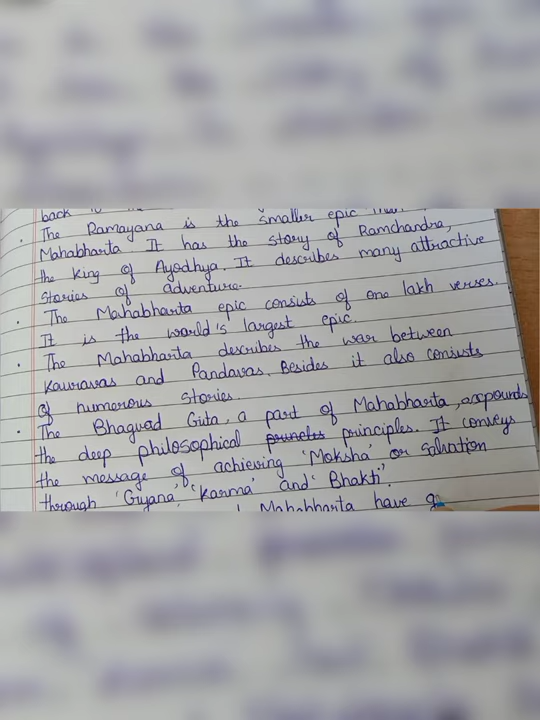 back
The Ramayana is the smaller epic than
Mahabharta It has the story of Ramchandra,
the King of Ayodhya. It describes many attractive
stories of adventure.
The Mahabharta epic consists of one lakh verses.
It is the world's largest epic
The Mahabharta describes the war between
Kauravas and Pandavas. Besides it also consists
of numerous stories.
The Bhagvad Gita, a part of Mahabharta, expounds
the deep philosophical principles. It conveys
the message of achieving 'Moksha' or salvation
through 'Gyana', 'Karma' and 'Bhakti'.
Mahabharta have